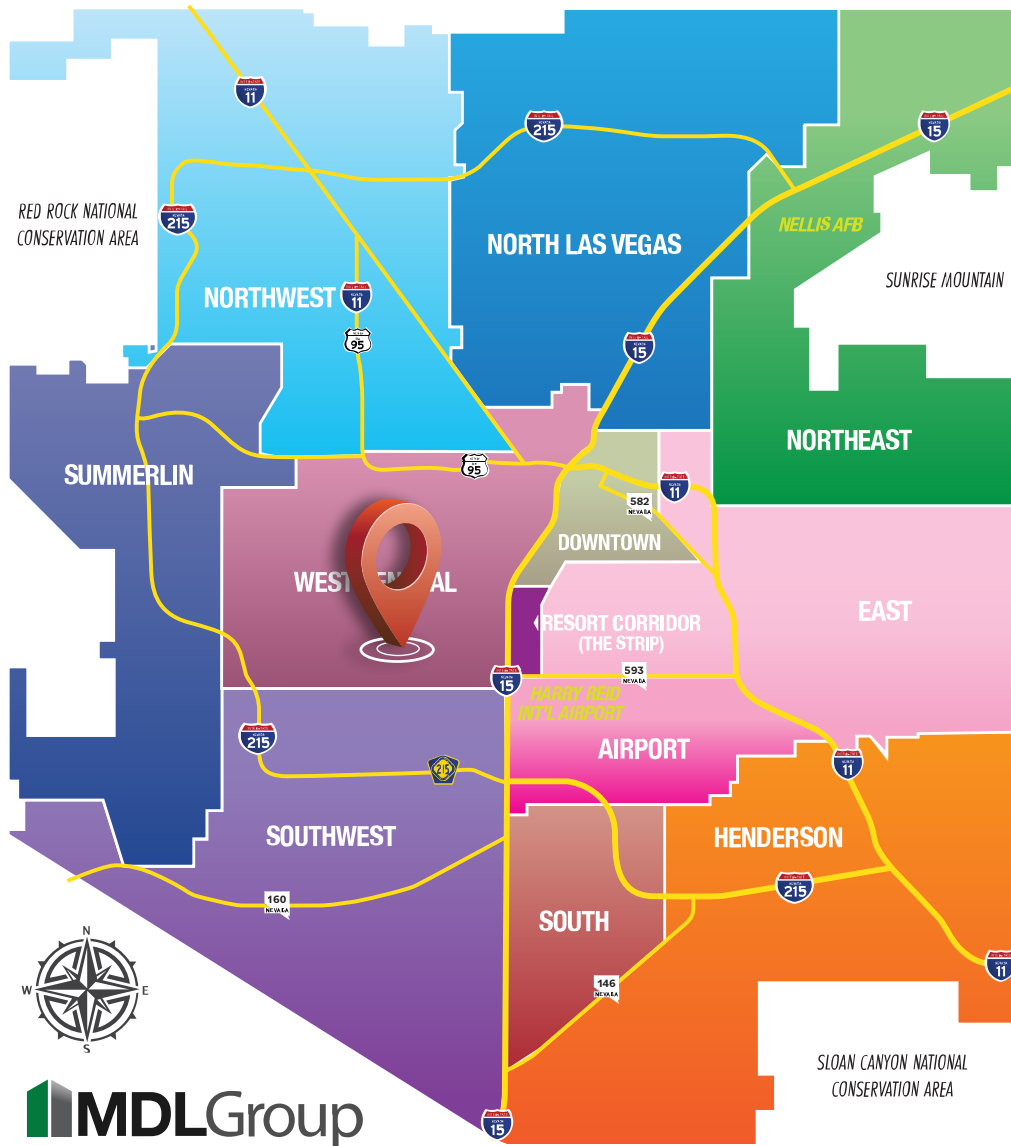 11
215
15
RED ROCK NATIONAL
CONSERVATION AREA
215
NELLIS AFB
NORTH LAS VEGAS
SUNRISE MOUNTAIN
NORTHWEST
11
95
15
NORTHEAST
SUMMERLIN
95
11
582
NEVADA
DOWNTOWN
WEST
AL
EAST
RESORT CORRIDOR
(THE STRIP)
593
NEVADA
15
HARRY REID
INT'L AIRPORT
215
AIRPORT
11
215
SOUTHWEST
HENDERSON
215
160
NEVADA
SOUTH
N
W
E
S
146
NEVADA
11
SLOAN CANYON NATIONAL
CONSERVATION AREA
MDLGroup
15